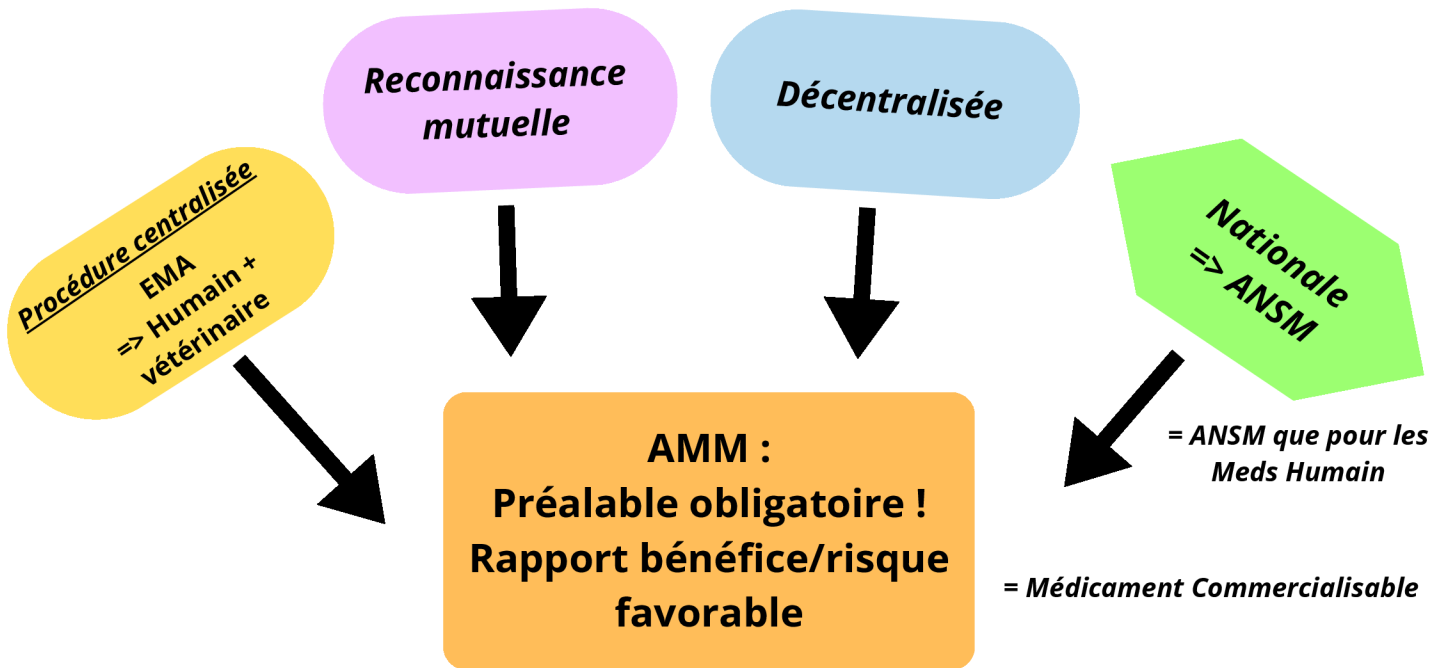 Reconnaissance
mutuelle
Décentralisée
Procédure centralisée
EMA
=> Humain +
vétérinaire
Nationale
=> ANSM
= ANSM que pour les
Meds Humain
AMM :
Préalable obligatoire !
Rapport bénéfice/risque
favorable
= Médicament Commercialisable